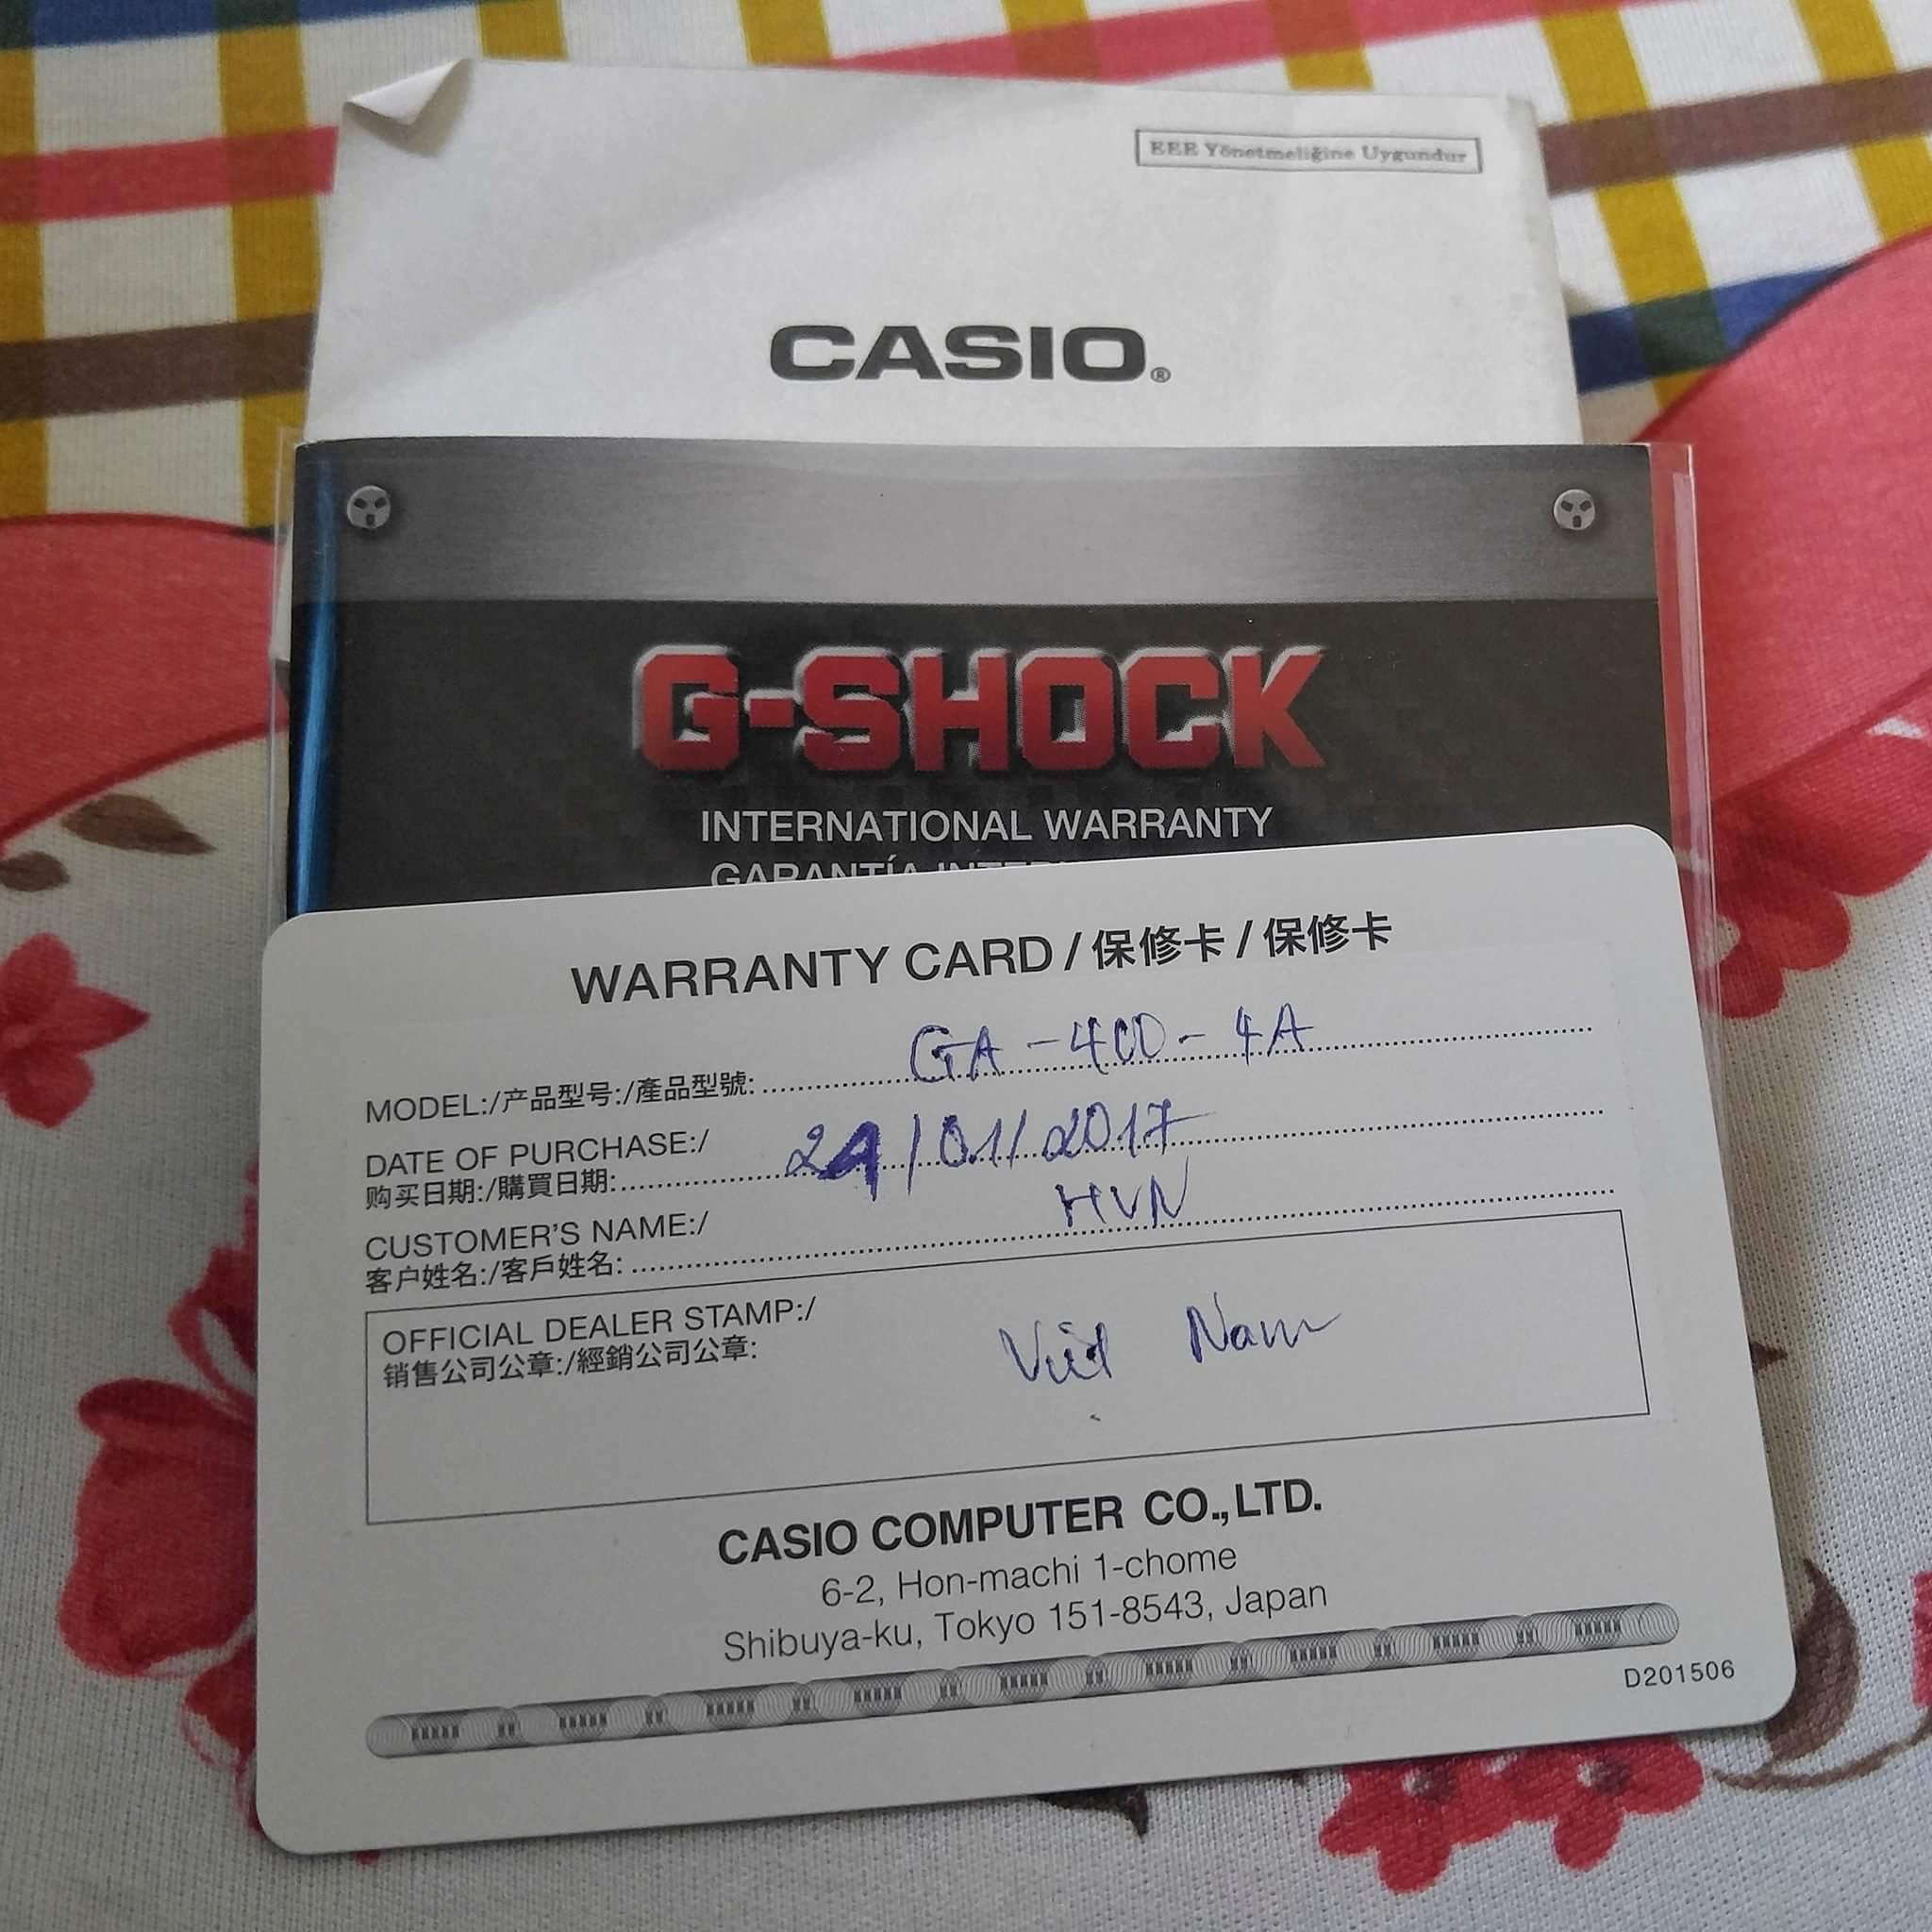 EEE Yönetmeliğine Uygundur
CASIO®
G-SHOCK
INTERNATIONAL WARRANTY
GARANTÍA
WARRANTY CARD / 保修卡 / 保修卡
MODEL:/产品型号:/產品型號: GA-400-4A
DATE OF PURCHASE:/
购买日期:/購買日期: /01/2017
CUSTOMER'S NAME:/ HVN
客户姓名:/客戶姓名:
OFFICIAL DEALER STAMP:/
销售公司公章:/經銷公司公章: Việt Nam
CASIO COMPUTER CO., LTD.
6-2, Hon-machi 1-chome
Shibuya-ku, Tokyo 151-8543, Japan
D201506